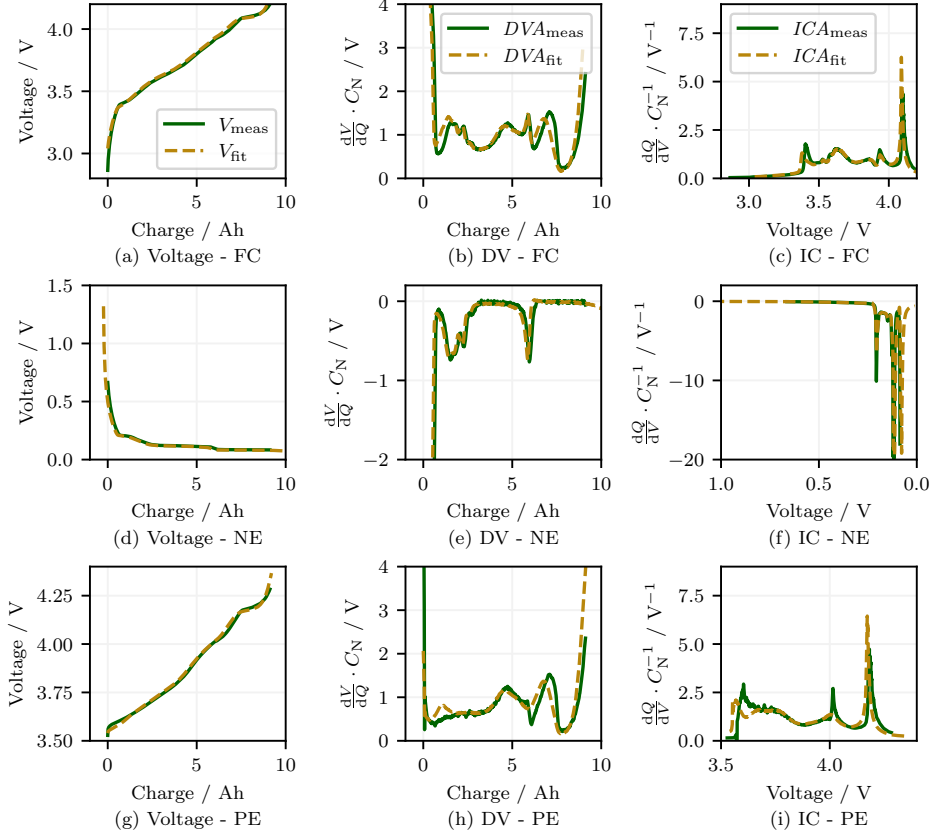 Voltage / V
4.0
3.5
3.0
V_meas
V_fit
0
5
10
Charge / Ah
(a) Voltage - FC
dV/dQ · C_N / V
4
3
2
1
0
DVA_meas
DVA_fit
0
5
10
Charge / Ah
(b) DV - FC
dQ/dV · C_N^−1 / V^−1
7.5
5.0
2.5
0.0
ICA_meas
ICA_fit
3.0
3.5
4.0
Voltage / V
(c) IC - FC
Voltage / V
1.5
1.0
0.5
0.0
0
5
10
Charge / Ah
(d) Voltage - NE
dV/dQ · C_N / V
0
−1
−2
0
5
10
Charge / Ah
(e) DV - NE
dQ/dV · C_N^−1 / V^−1
0
−10
−20
1.0
0.5
0.0
Voltage / V
(f) IC - NE
Voltage / V
4.25
4.00
3.75
3.50
0
5
10
Charge / Ah
(g) Voltage - PE
dV/dQ · C_N / V
4
3
2
1
0
0
5
10
Charge / Ah
(h) DV - PE
dQ/dV · C_N^−1 / V^−1
7.5
5.0
2.5
0.0
3.5
4.0
Voltage / V
(i) IC - PE